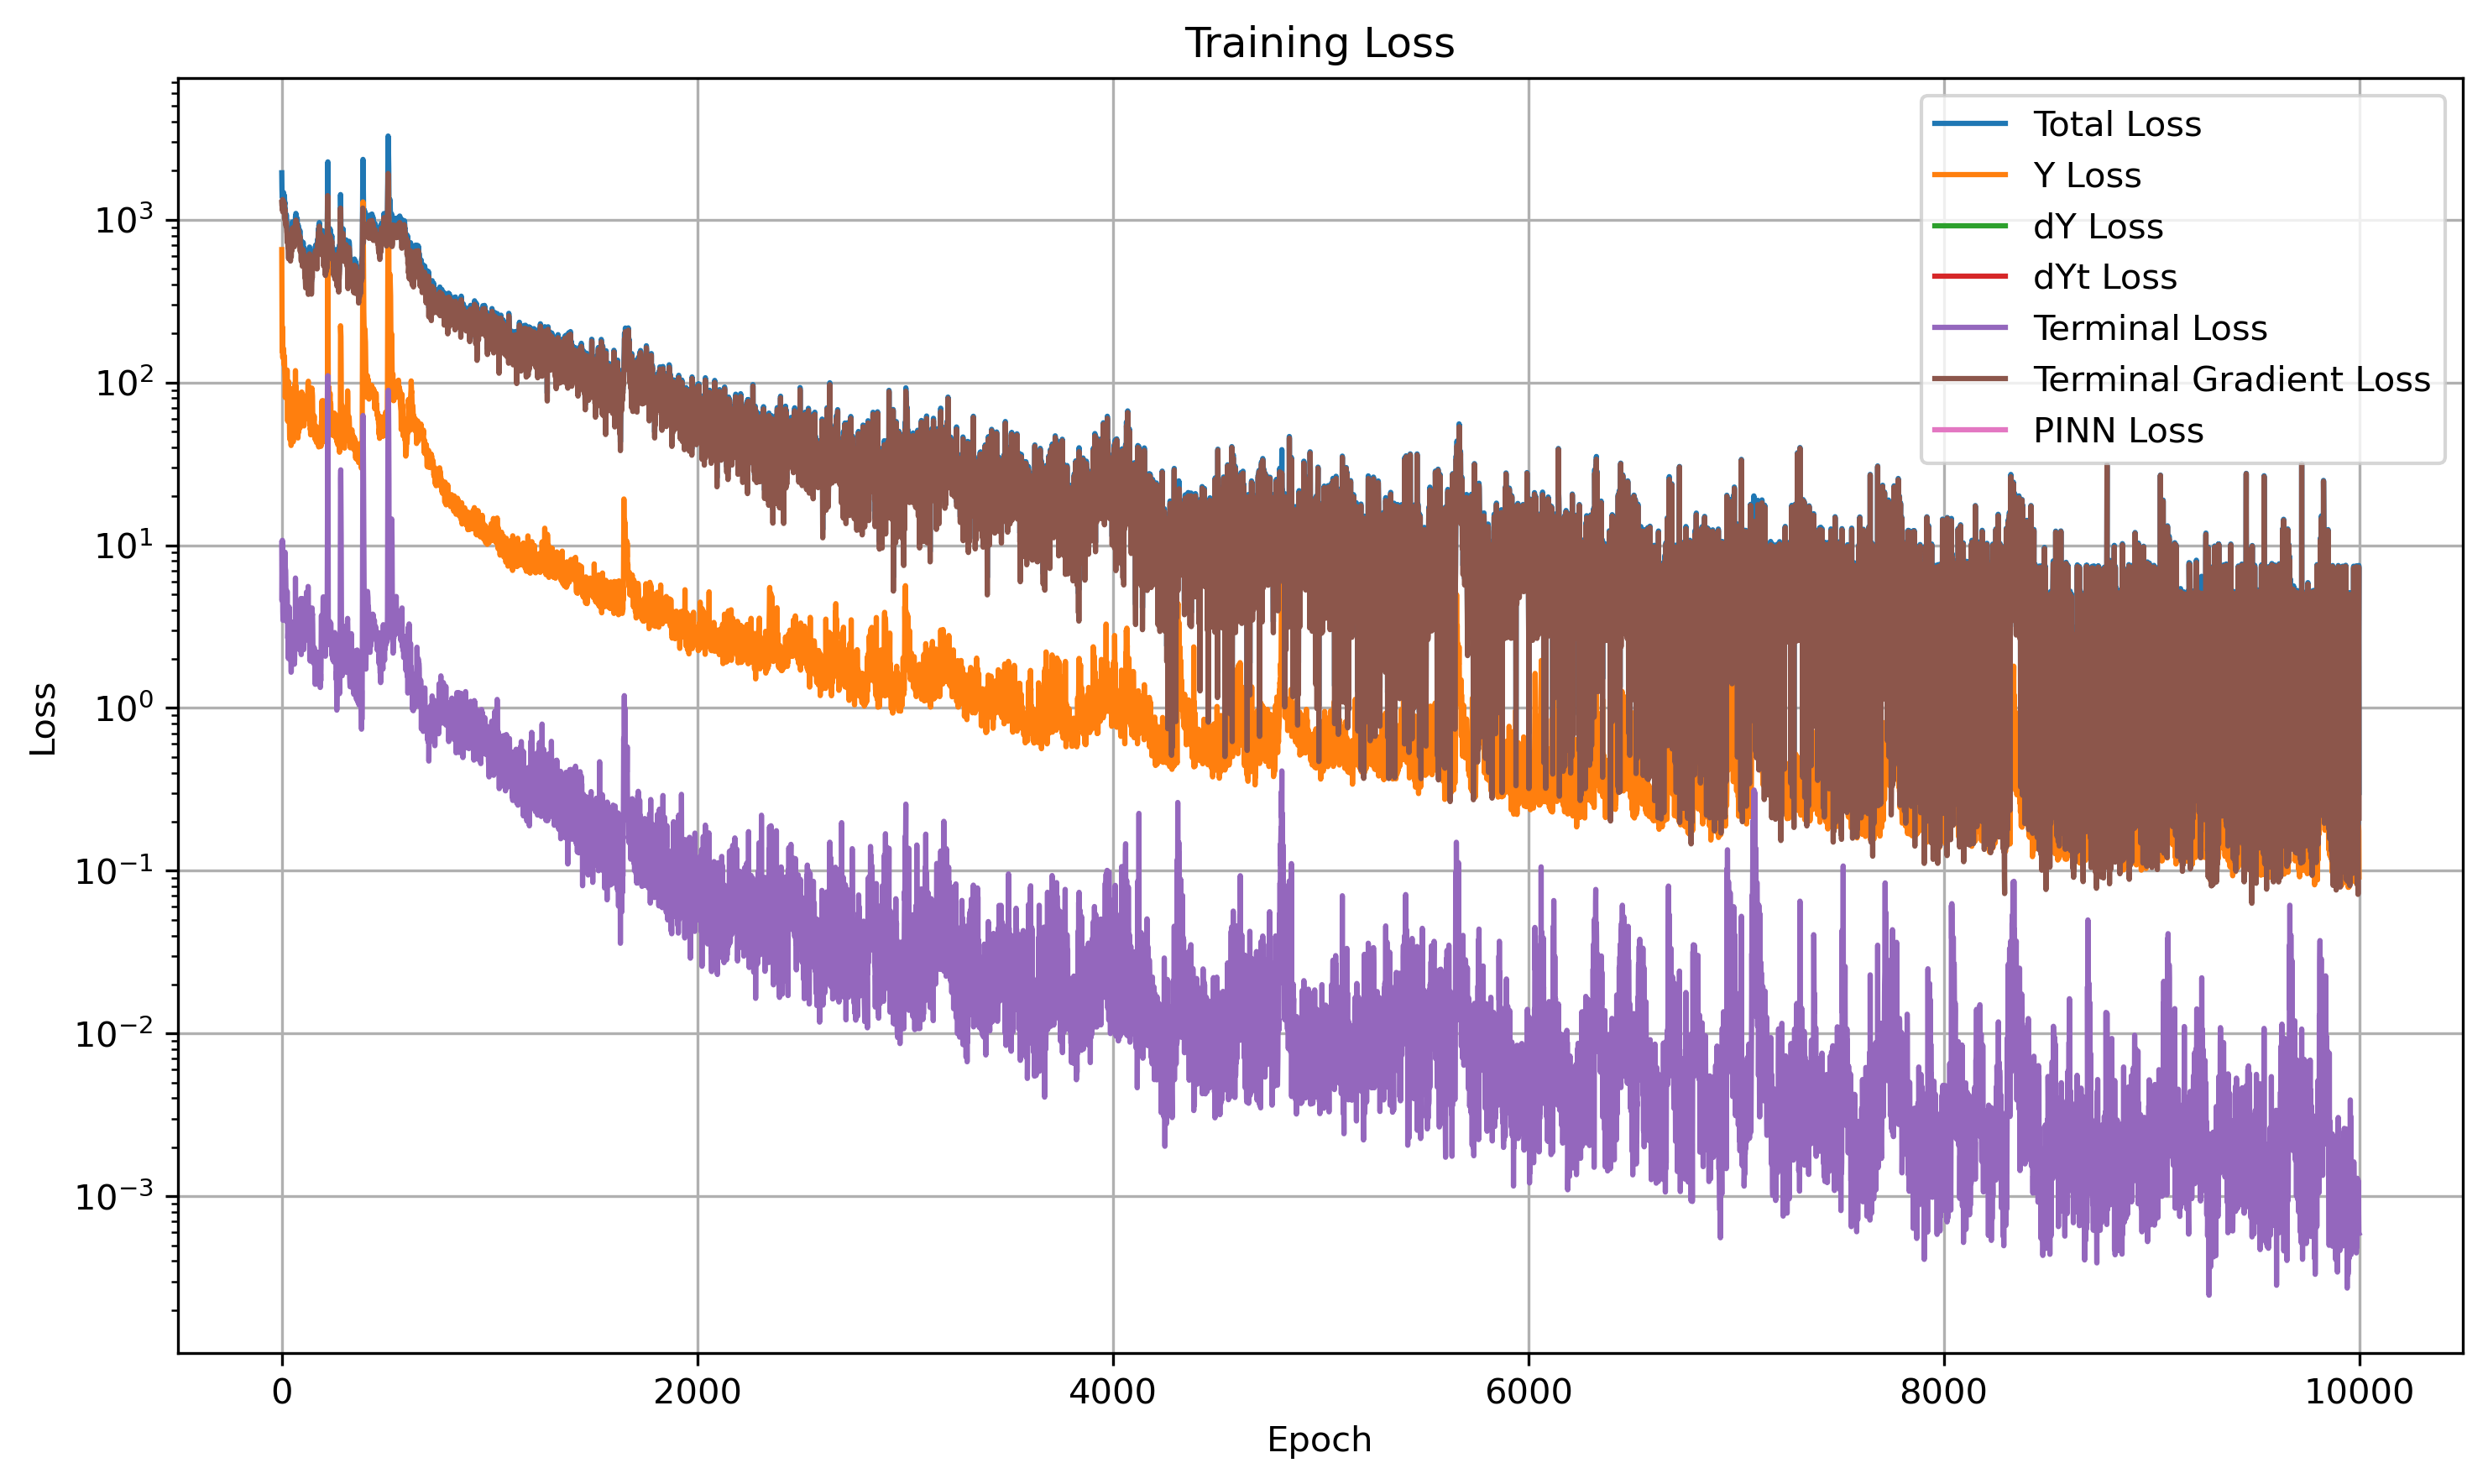 Training Loss
Total Loss
Y Loss
dY Loss
dYt Loss
Terminal Loss
Terminal Gradient Loss
PINN Loss
10³
10²
10¹
10⁰
10⁻¹
10⁻²
10⁻³
Loss
0 2000 4000 6000 8000 10000
Epoch